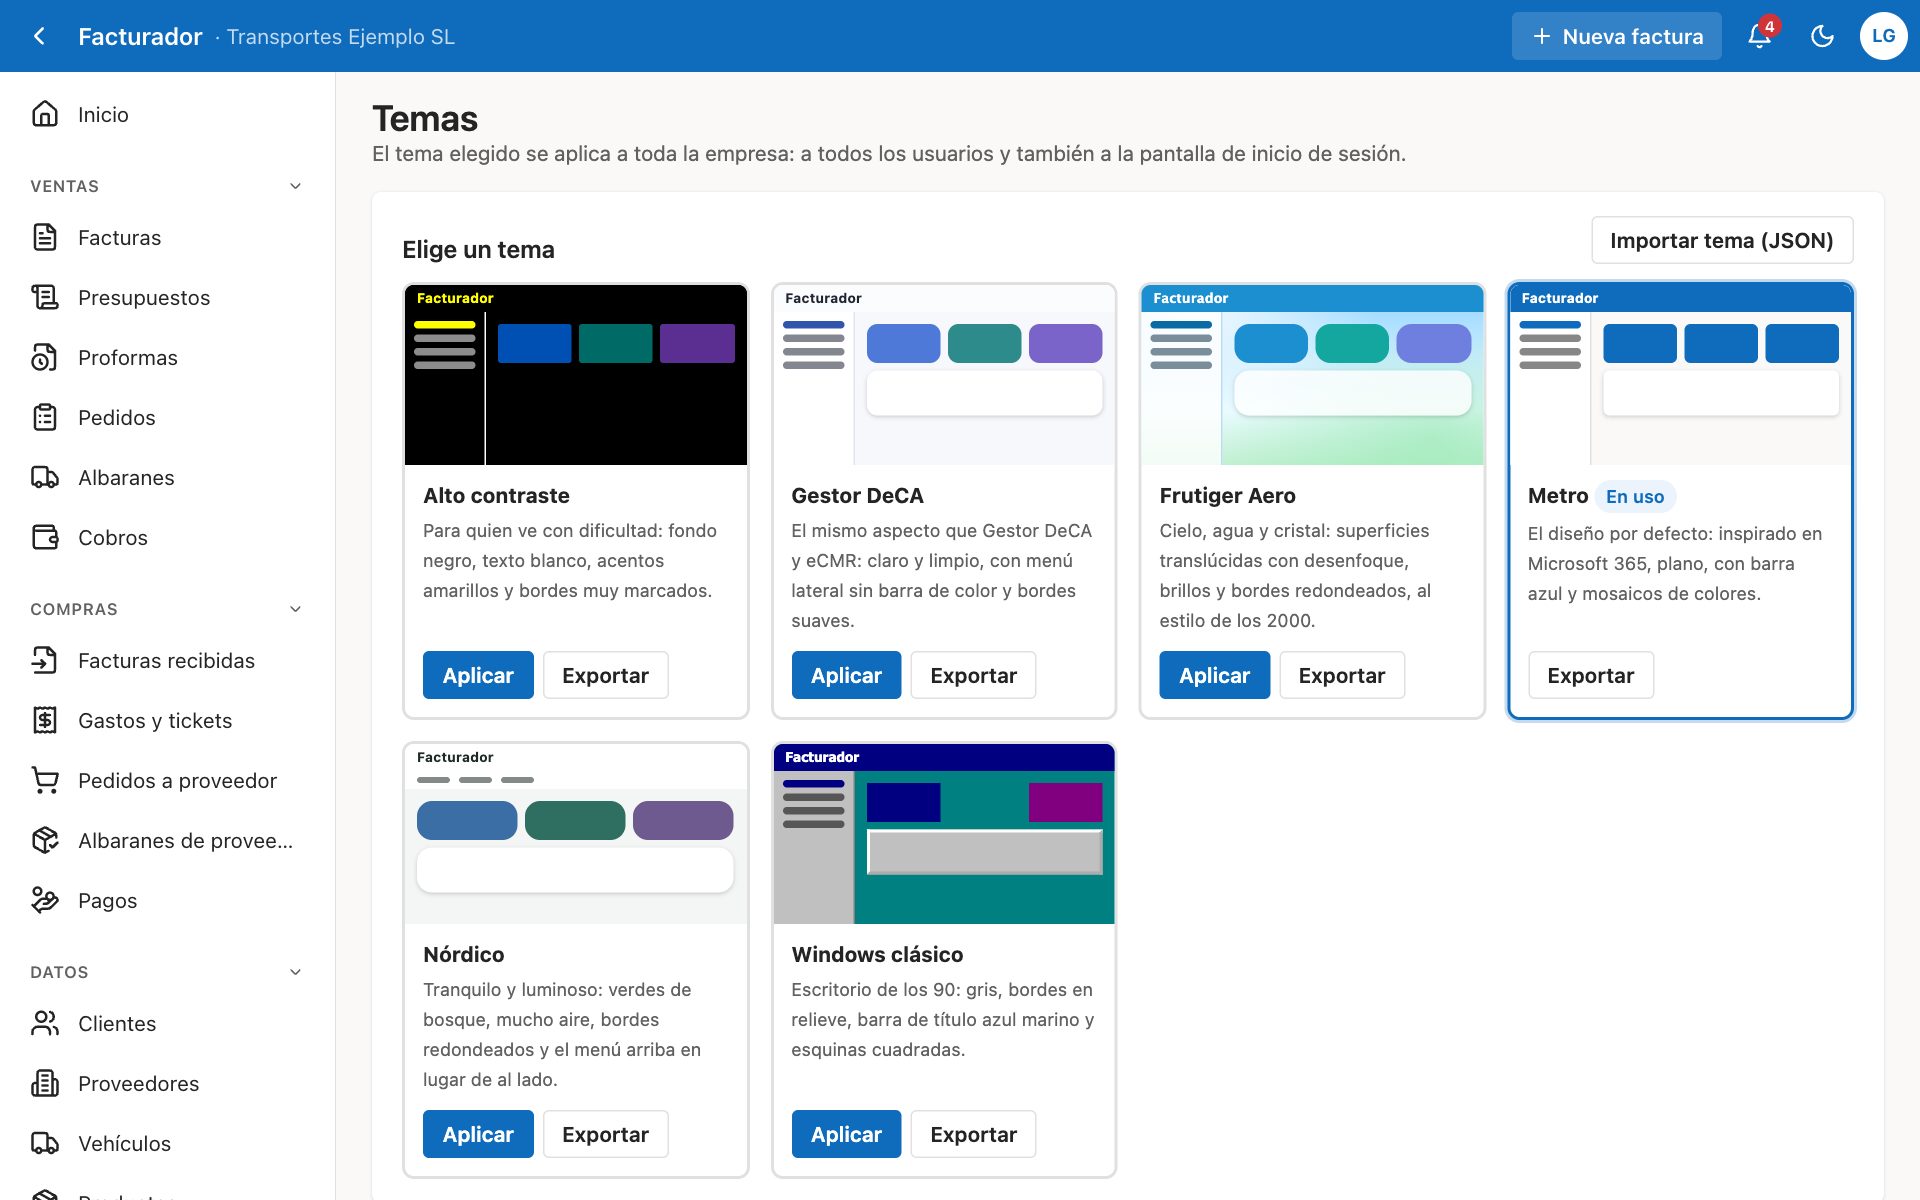 Facturador · Transportes Ejemplo SL
Nueva factura
4
LG
Inicio
VENTAS
Facturas
Presupuestos
Proformas
Pedidos
Albaranes
Cobros
COMPRAS
Facturas recibidas
Gastos y tickets
Pedidos a proveedor
Albaranes de provee...
Pagos
DATOS
Clientes
Proveedores
Vehículos
Temas
El tema elegido se aplica a toda la empresa: a todos los usuarios y también a la pantalla de inicio de sesión.
Elige un tema
Importar tema (JSON)
Facturador
Alto contraste
Para quien ve con dificultad: fondo
negro, texto blanco, acentos
amarillos y bordes muy marcados.
Aplicar
Exportar
Facturador
Gestor DeCA
El mismo aspecto que Gestor DeCA
y eCMR: claro y limpio, con menú
lateral sin barra de color y bordes
suaves.
Aplicar
Exportar
Facturador
Frutiger Aero
Cielo, agua y cristal: superficies
translúcidas con desenfoque,
brillos y bordes redondeados, al
estilo de los 2000.
Aplicar
Exportar
Facturador
Metro
En uso
El diseño por defecto: inspirado en
Microsoft 365, plano, con barra
azul y mosaicos de colores.
Exportar
Facturador
Nórdico
Tranquilo y luminoso: verdes de
bosque, mucho aire, bordes
redondeados y el menú arriba en
lugar de al lado.
Aplicar
Exportar
Facturador
Windows clásico
Escritorio de los 90: gris, bordes en
relieve, barra de título azul marino y
esquinas cuadradas.
Aplicar
Exportar